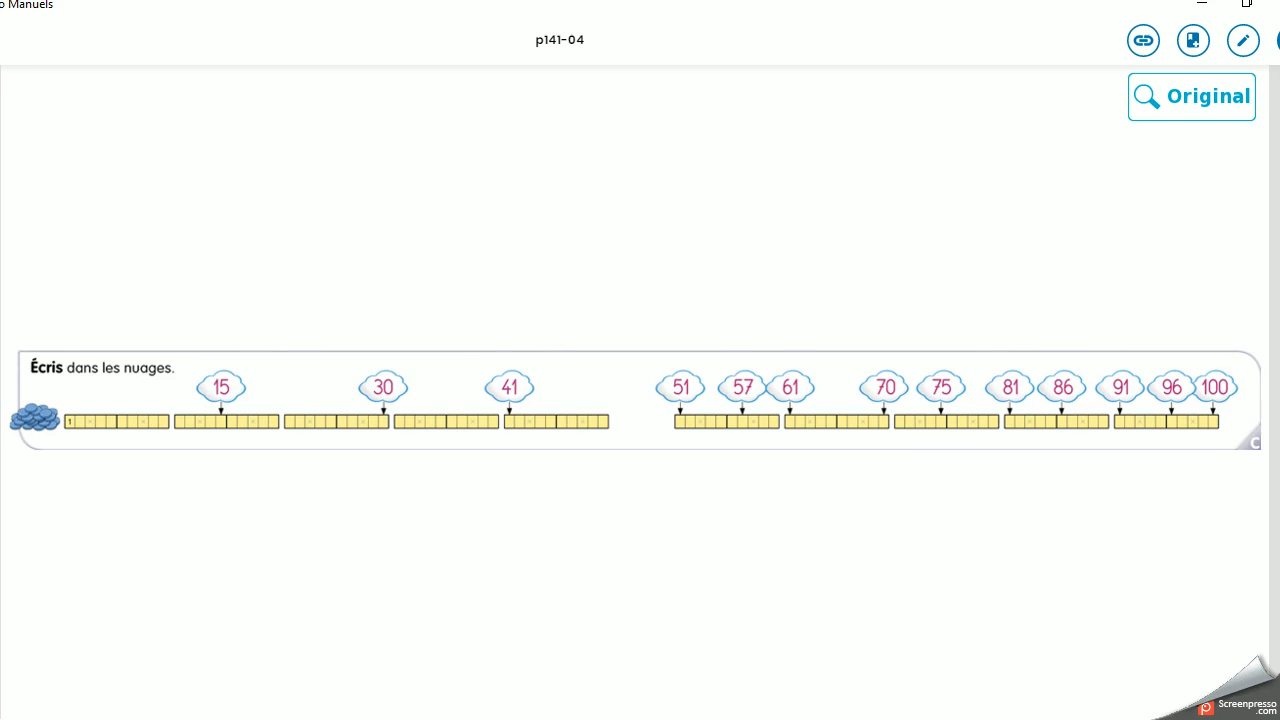 o Manuels
p141-04
Original
Écris dans les nuages.
15 30 41 51 57 61 70 75 81 86 91 96 100
1
C
Screenpresso
.com